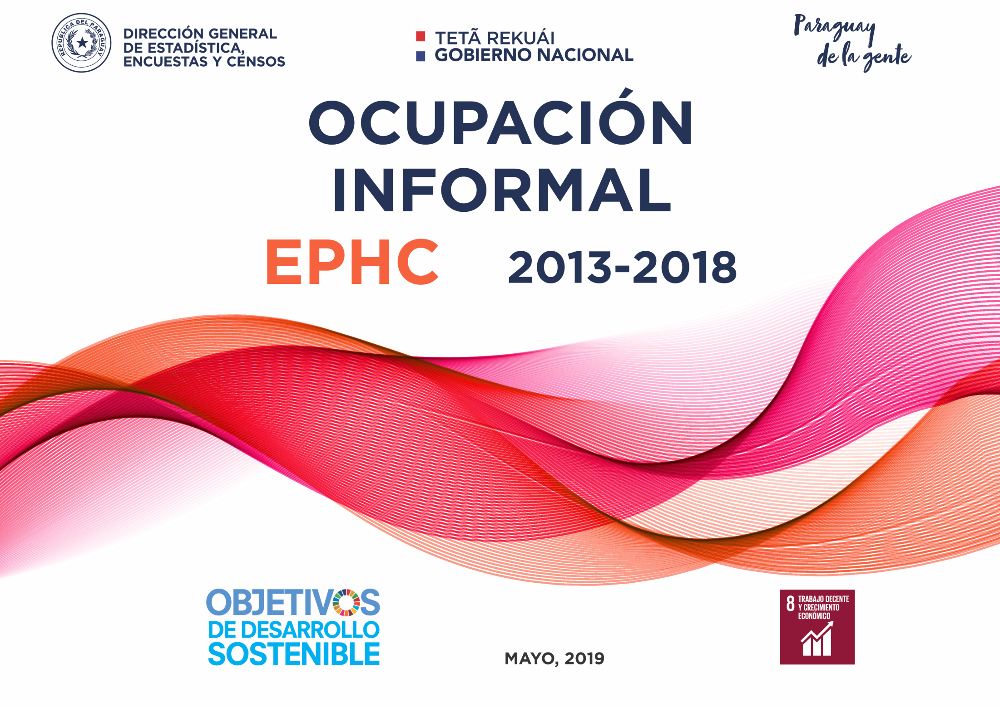 REPUBLICA DEL PARAGUAY
DIRECCIÓN GENERAL
DE ESTADÍSTICA,
ENCUESTAS Y CENSOS
TETÃ REKUÁI
GOBIERNO NACIONAL
Paraguay
de la gente
OCUPACIÓN
INFORMAL
EPHC 2013-2018
OBJETIVOS
DE DESARROLLO
SOSTENIBLE
MAYO, 2019
8 TRABAJO DECENTE
Y CRECIMIENTO
ECONÓMICO